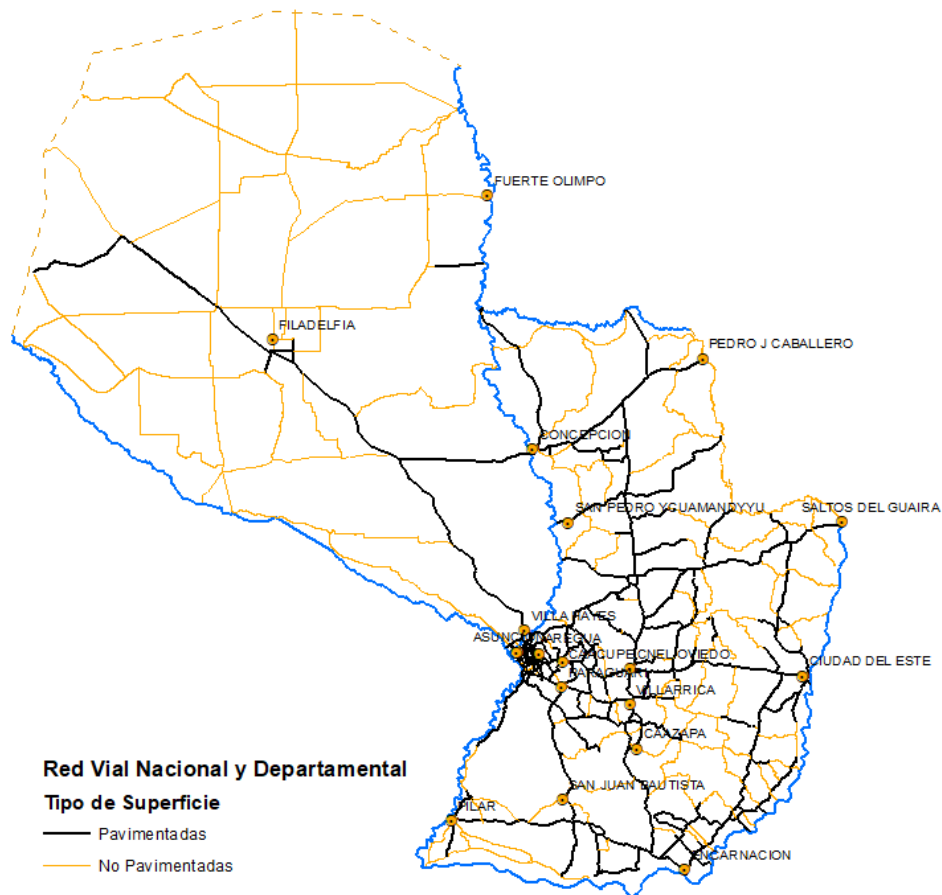 FUERTE OLIMPO
FILADELFIA
PEDRO J CABALLERO
CONCEPCION
SAN PEDRO YCUAMANDYYU
SALTOS DEL GUAIRA
VILLA HAYES
AREGUA
CAACUPE
CNEL OVIEDO
CIUDAD DEL ESTE
PARAGUARI
VILLARRICA
CAAZAPA
Red Vial Nacional y Departamental
Tipo de Superficie
SAN JUAN BAUTISTA
PILAR
Pavimentadas
No Pavimentadas
ENCARNACION